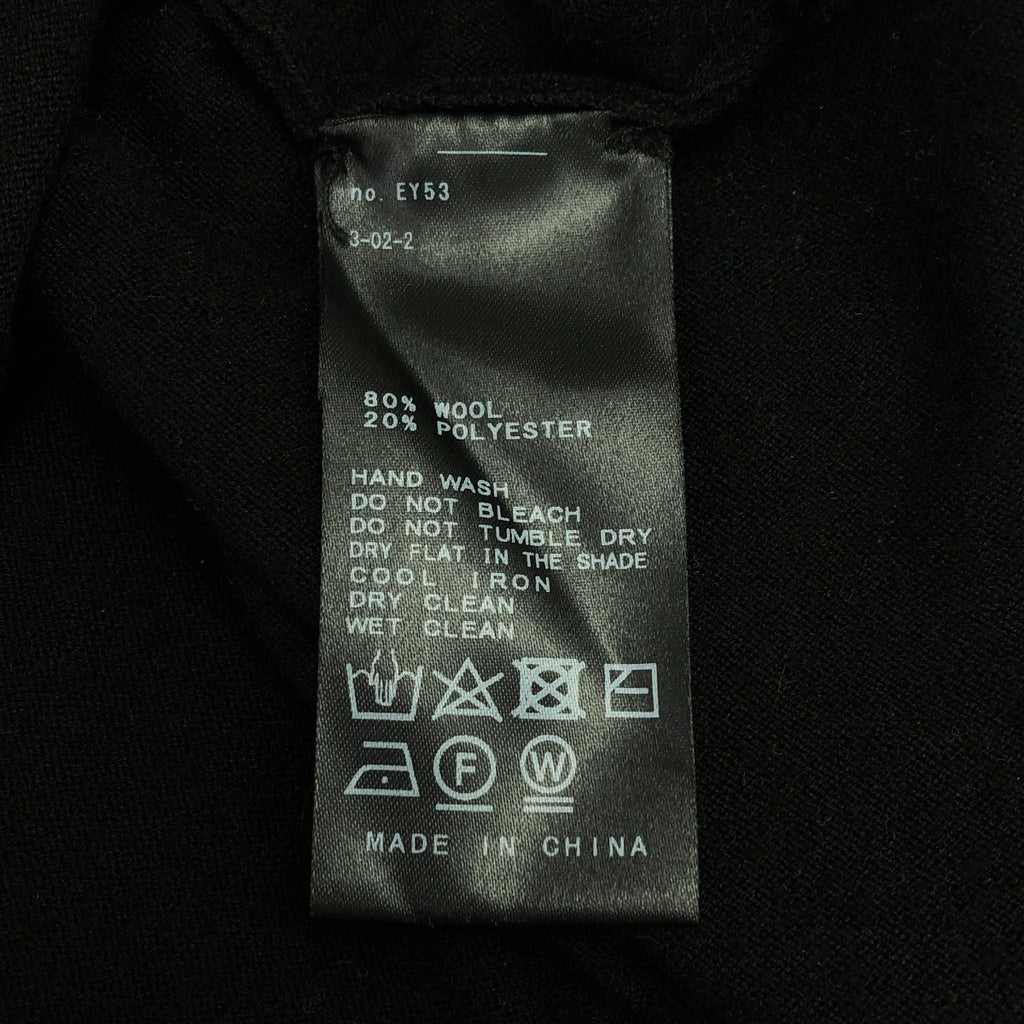 no. EY53
3-02-2
80% WOOL
20% POLYESTER
HAND WASH
DO NOT BLEACH
DO NOT TUMBLE DRY
DRY FLAT IN THE SHADE
COOL IRON
DRY CLEAN
WET CLEAN
F W
MADE IN CHINA